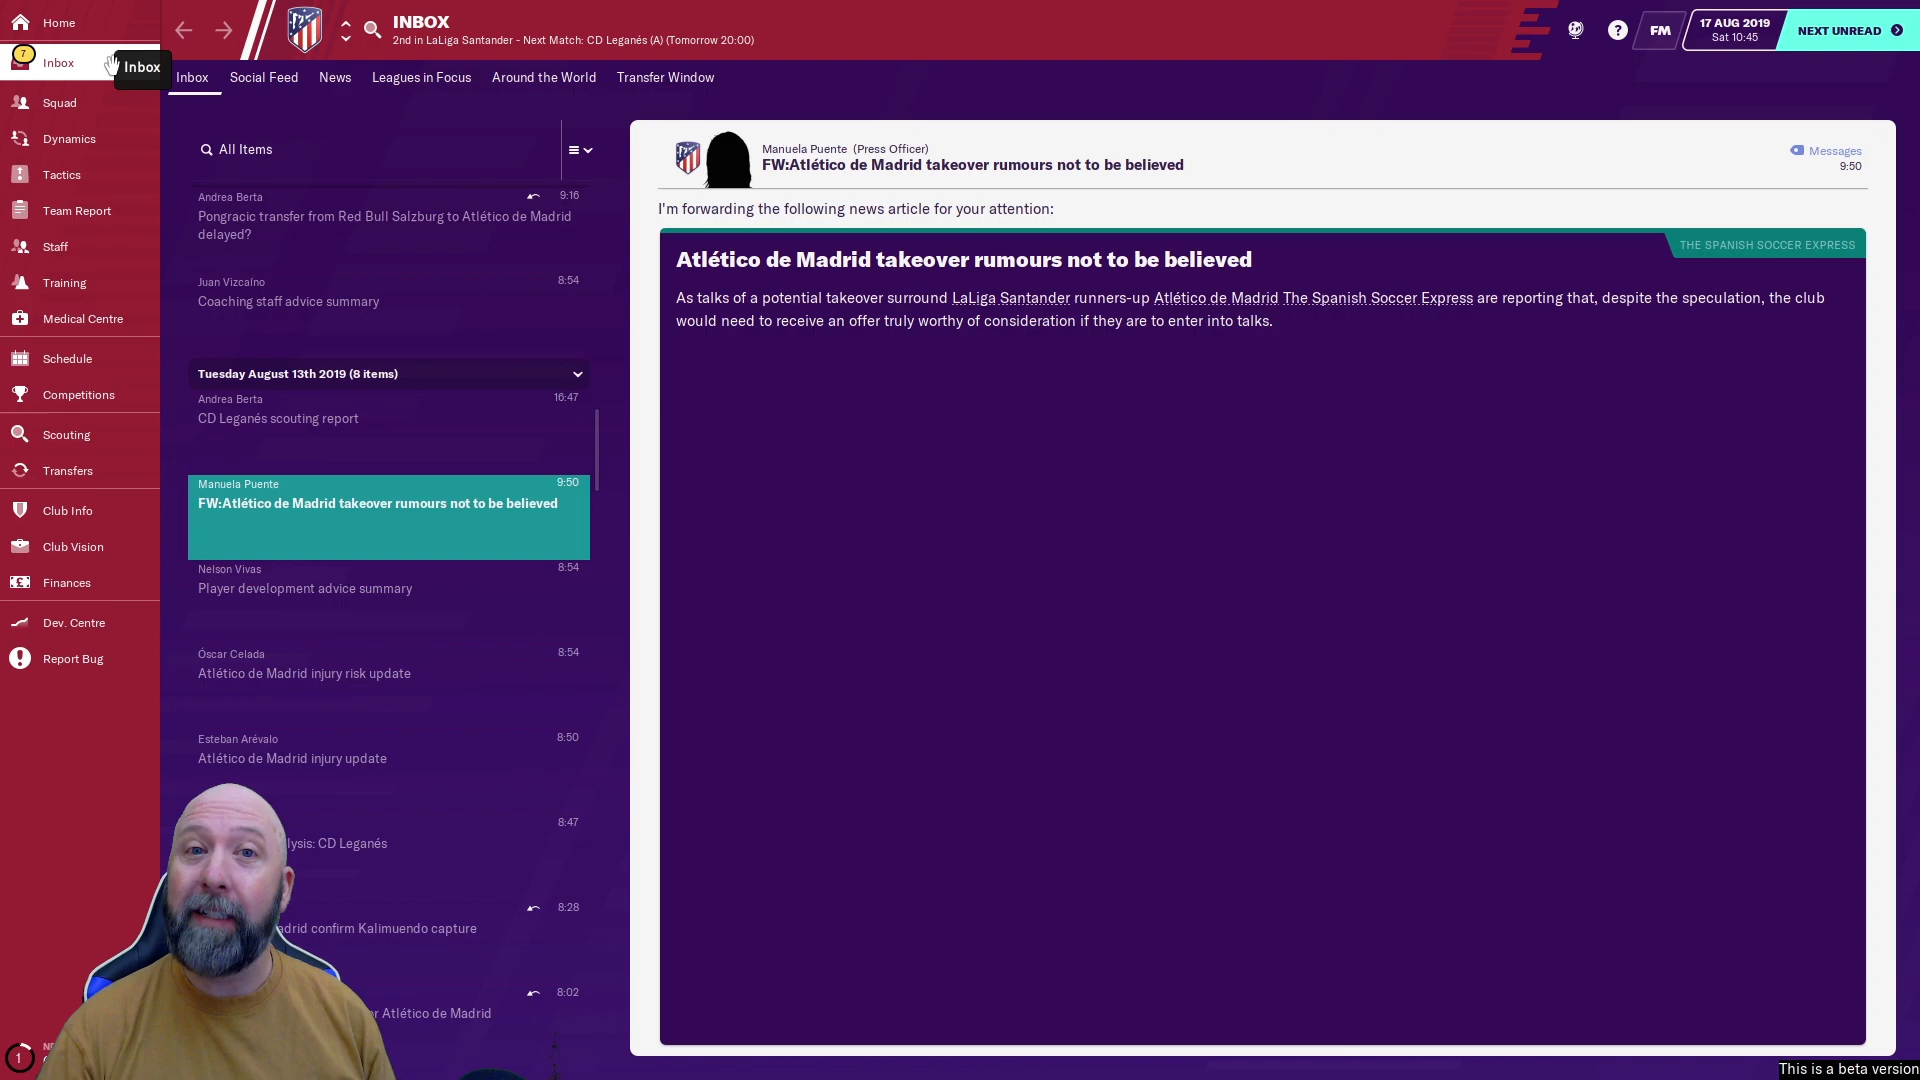 Home
7
Inbox
Inbox
Squad
Dynamics
Tactics
Team Report
Staff
Training
Medical Centre
Schedule
Competitions
Scouting
Transfers
Club Info
Club Vision
Finances
Dev. Centre
Report Bug
1
INBOX
2nd in LaLiga Santander - Next Match: CD Leganés (A) (Tomorrow 20:00)
?
FM
17 AUG 2019
Sat 10:45
NEXT UNREAD
Inbox Social Feed News Leagues in Focus Around the World Transfer Window
All Items
Andrea Berta 9:16
Pongracic transfer from Red Bull Salzburg to Atlético de Madrid
delayed?
Juan Vizcaíno 8:54
Coaching staff advice summary
Tuesday August 13th 2019 (8 items)
Andrea Berta 16:47
CD Leganés scouting report
Manuela Puente 9:50
FW:Atlético de Madrid takeover rumours not to be believed
Nelson Vivas 8:54
Player development advice summary
Óscar Celada 8:54
Atlético de Madrid injury risk update
Esteban Arévalo 8:50
Atlético de Madrid injury update
8:47
lysis: CD Leganés
8:28
adrid confirm Kalimuendo capture
8:02
r Atlético de Madrid
Manuela Puente (Press Officer)
FW:Atlético de Madrid takeover rumours not to be believed
Messages
9:50
I'm forwarding the following news article for your attention:
THE SPANISH SOCCER EXPRESS
Atlético de Madrid takeover rumours not to be believed
As talks of a potential takeover surround LaLiga Santander runners-up Atlético de Madrid The Spanish Soccer Express are reporting that, despite the speculation, the club
would need to receive an offer truly worthy of consideration if they are to enter into talks.
This is a beta version